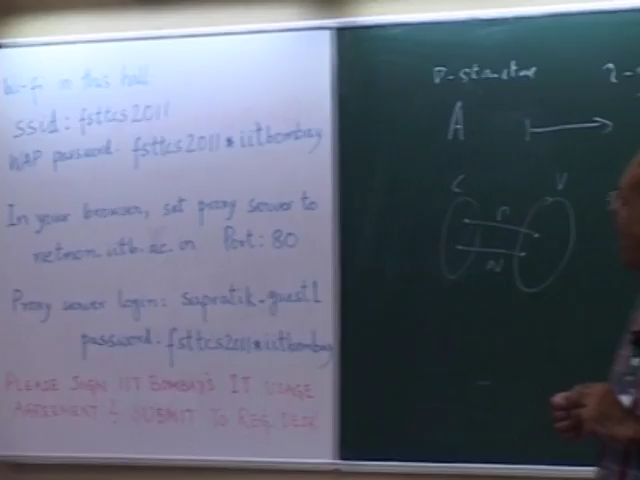 Wi-fi in this hall
ssid: fsttcs2011
WAP password- fsttcs2011*iitbombay
In your browser, set proxy server to
netmon.iitb.ac.in Port: 80
Proxy server login: supratik-guest1
password- fsttcs2011*iitbombay
PLEASE SIGN IIT BOMBAY'S IT USAGE
AGREEMENT & SUBMIT TO REG. DESK
A
C V
r
N